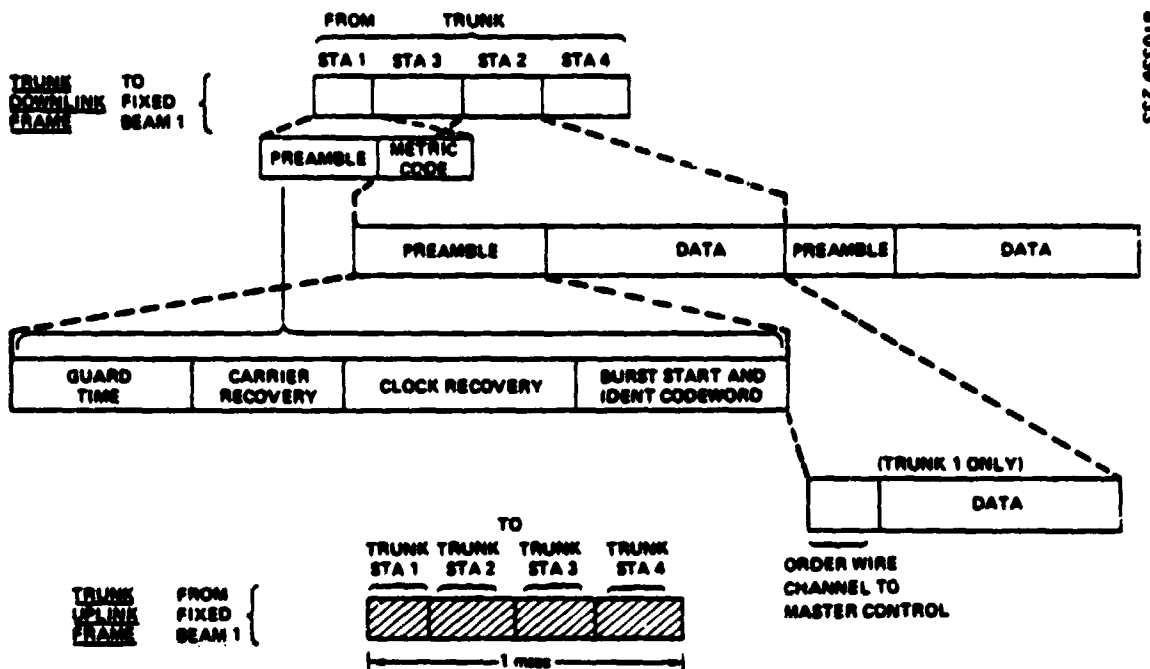 FROM TRUNK
STA 1 STA 3 STA 2 STA 4
TRUNK TO
DOWNLINK FIXED
FRAME BEAM 1
PREAMBLE METRIC
CODE
PREAMBLE DATA PREAMBLE DATA
GUARD
TIME
CARRIER
RECOVERY
CLOCK RECOVERY
BURST START AND
IDENT CODEWORD
(TRUNK 1 ONLY)
DATA
ORDER WIRE
CHANNEL TO
MASTER CONTROL
TO
TRUNK TRUNK TRUNK TRUNK
STA 1 STA 2 STA 3 STA 4
TRUNK FROM
UPLINK FIXED
FRAME BEAM 1
1 msec